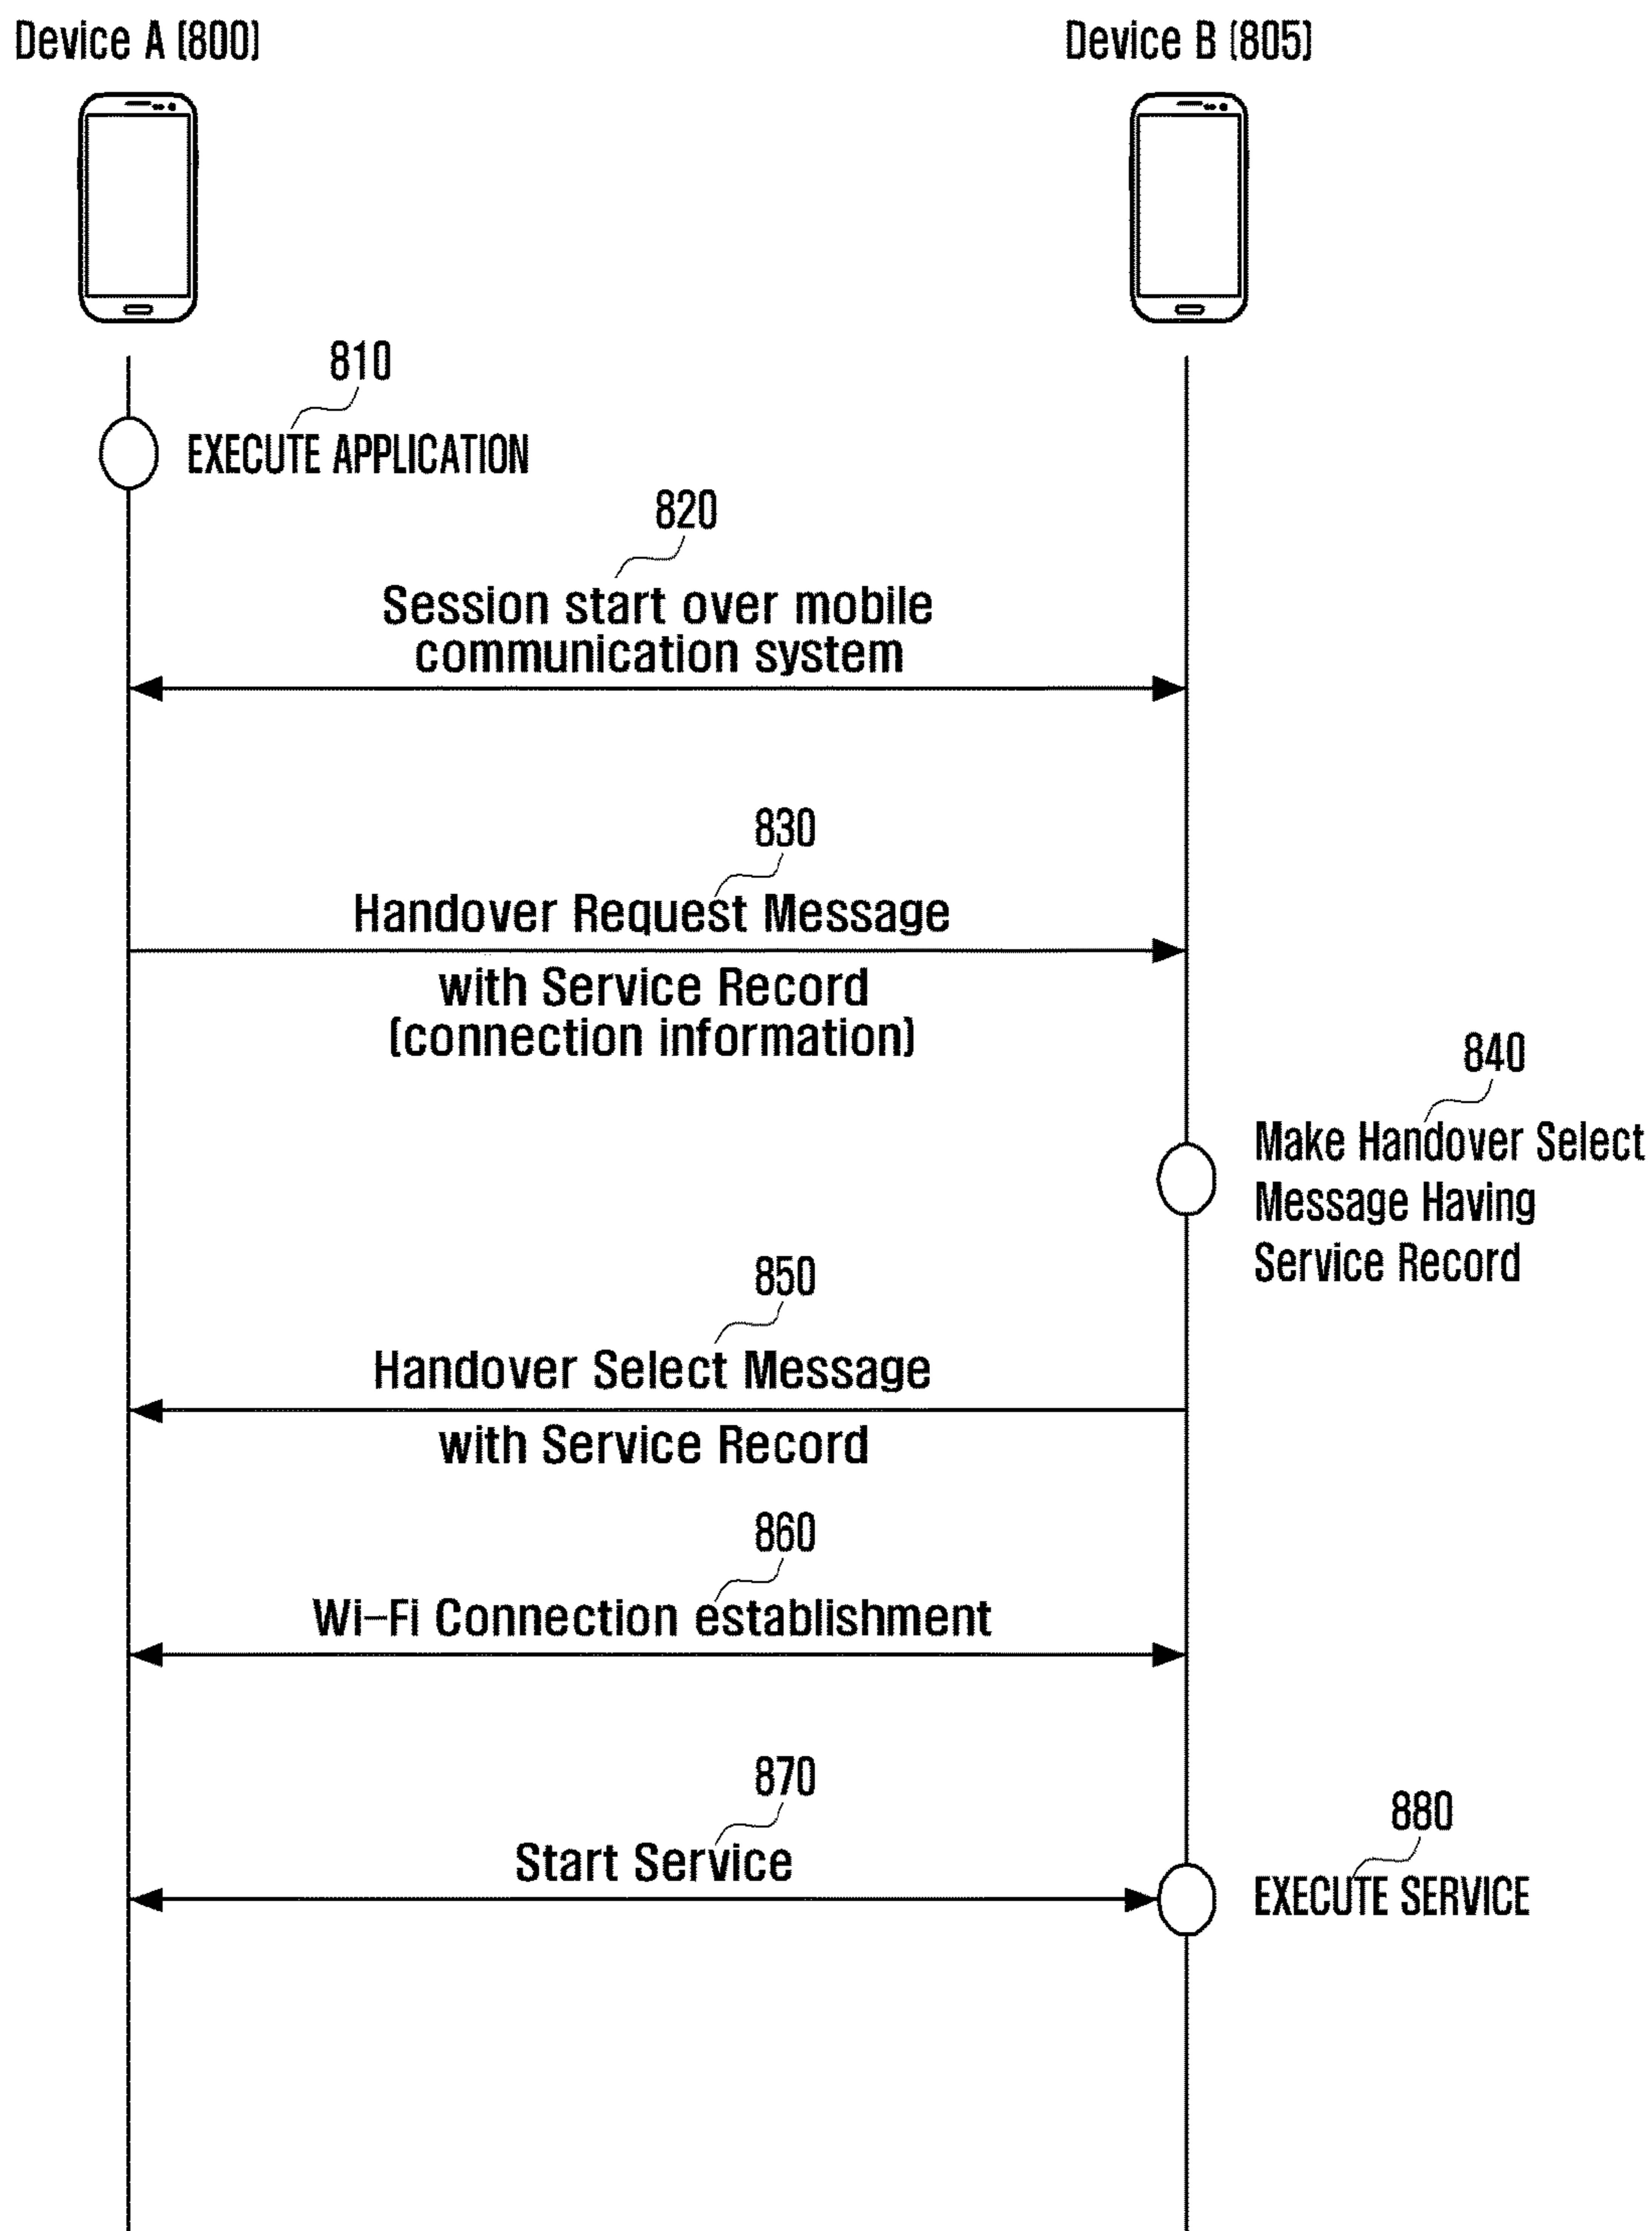 Device A (800)
Device B (805)
810
EXECUTE APPLICATION
820
Session start over mobile
communication system
830
Handover Request Message
with Service Record
(connection information)
840
Make Handover Select
Message Having
Service Record
850
Handover Select Message
with Service Record
860
Wi-Fi Connection establishment
870
Start Service
880
EXECUTE SERVICE